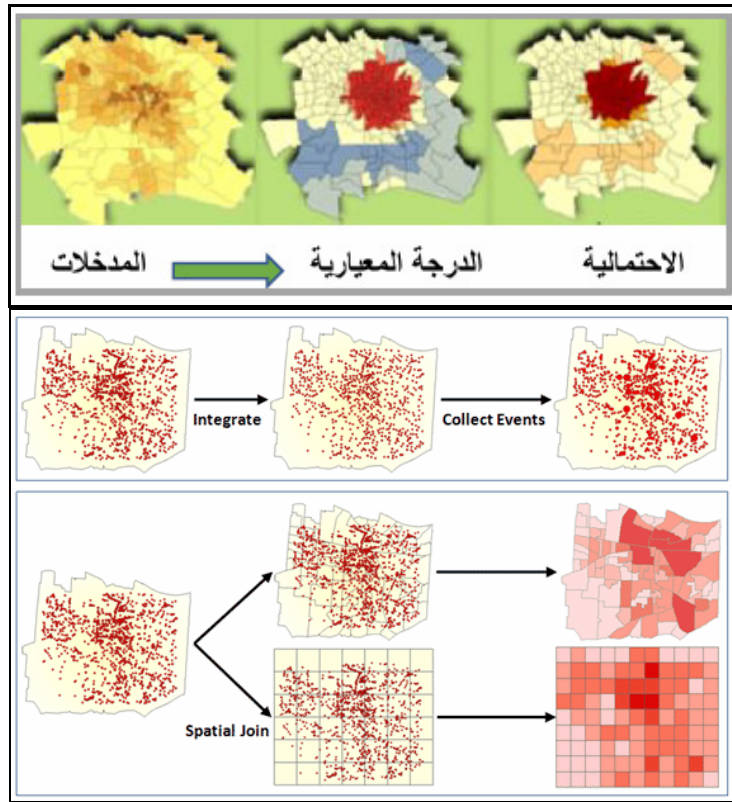 المدخلات الدرجة المعيارية الاحتمالية
Integrate Collect Events
Spatial Join